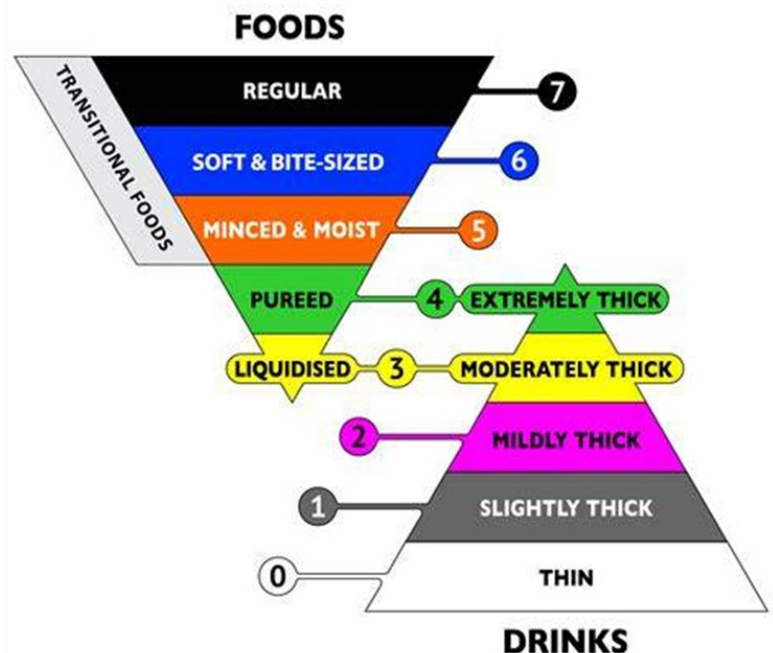 FOODS
TRANSITIONAL FOODS
REGULAR
7
SOFT & BITE-SIZED
6
MINCED & MOIST
5
PUREED
4
EXTREMELY THICK
LIQUIDISED
3
MODERATELY THICK
2
MILDLY THICK
1
SLIGHTLY THICK
0
THIN
DRINKS